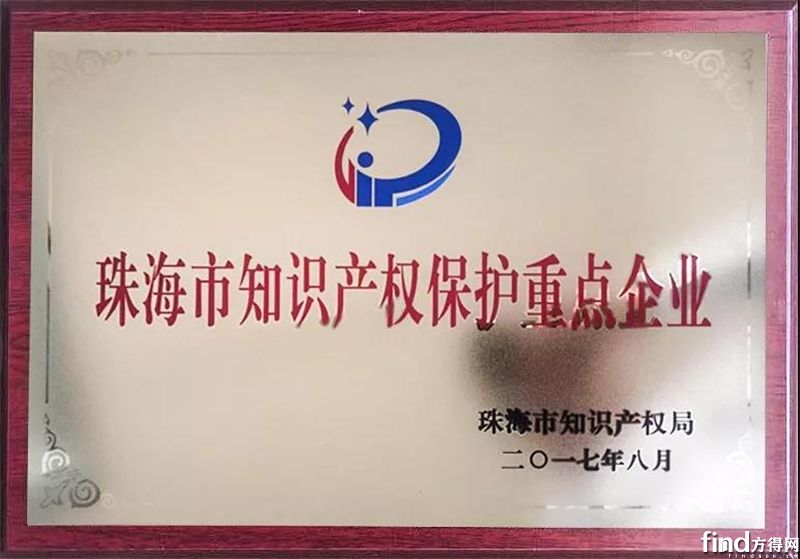 珠海市知识产权保护重点企业
珠海市知识产权局
二〇一七年八月
find方得网